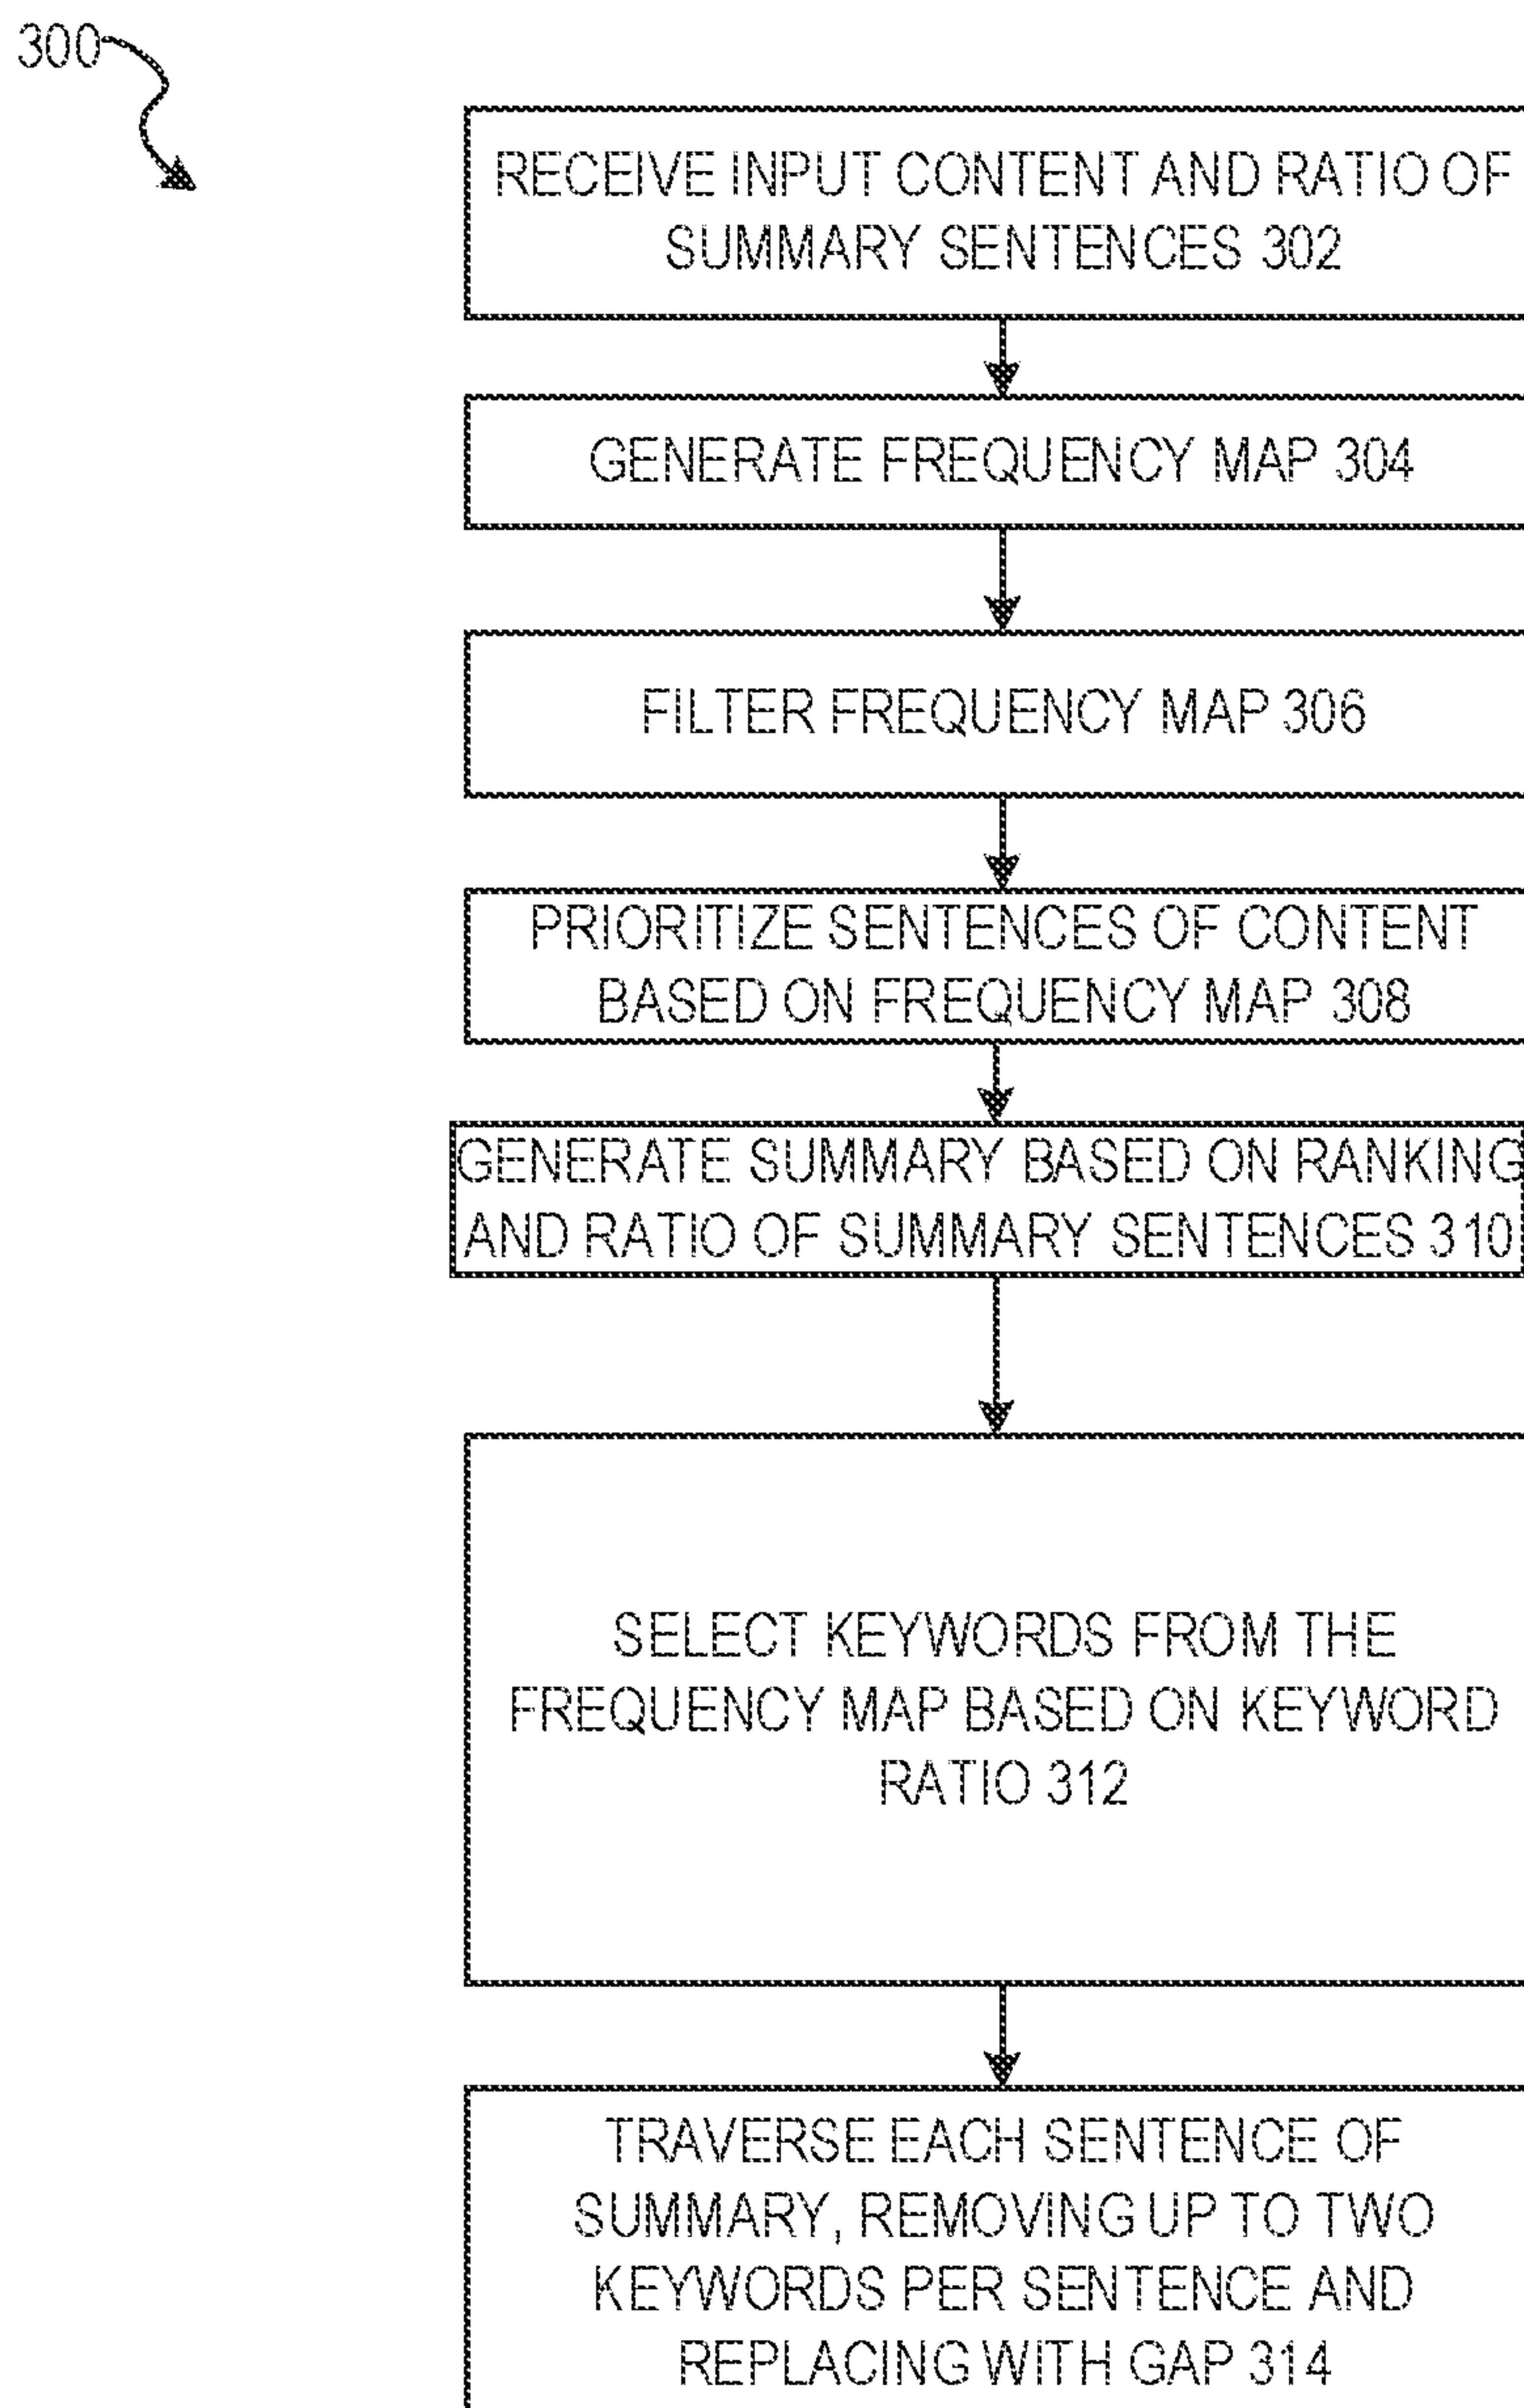 300
RECEIVE INPUT CONTENT AND RATIO OF
SUMMARY SENTENCES 302
GENERATE FREQUENCY MAP 304
FILTER FREQUENCY MAP 306
PRIORITIZE SENTENCES OF CONTENT
BASED ON FREQUENCY MAP 308
GENERATE SUMMARY BASED ON RANKING
AND RATIO OF SUMMARY SENTENCES 310
SELECT KEYWORDS FROM THE
FREQUENCY MAP BASED ON KEYWORD
RATIO 312
TRAVERSE EACH SENTENCE OF
SUMMARY, REMOVING UP TO TWO
KEYWORDS PER SENTENCE AND
REPLACING WITH GAP 314